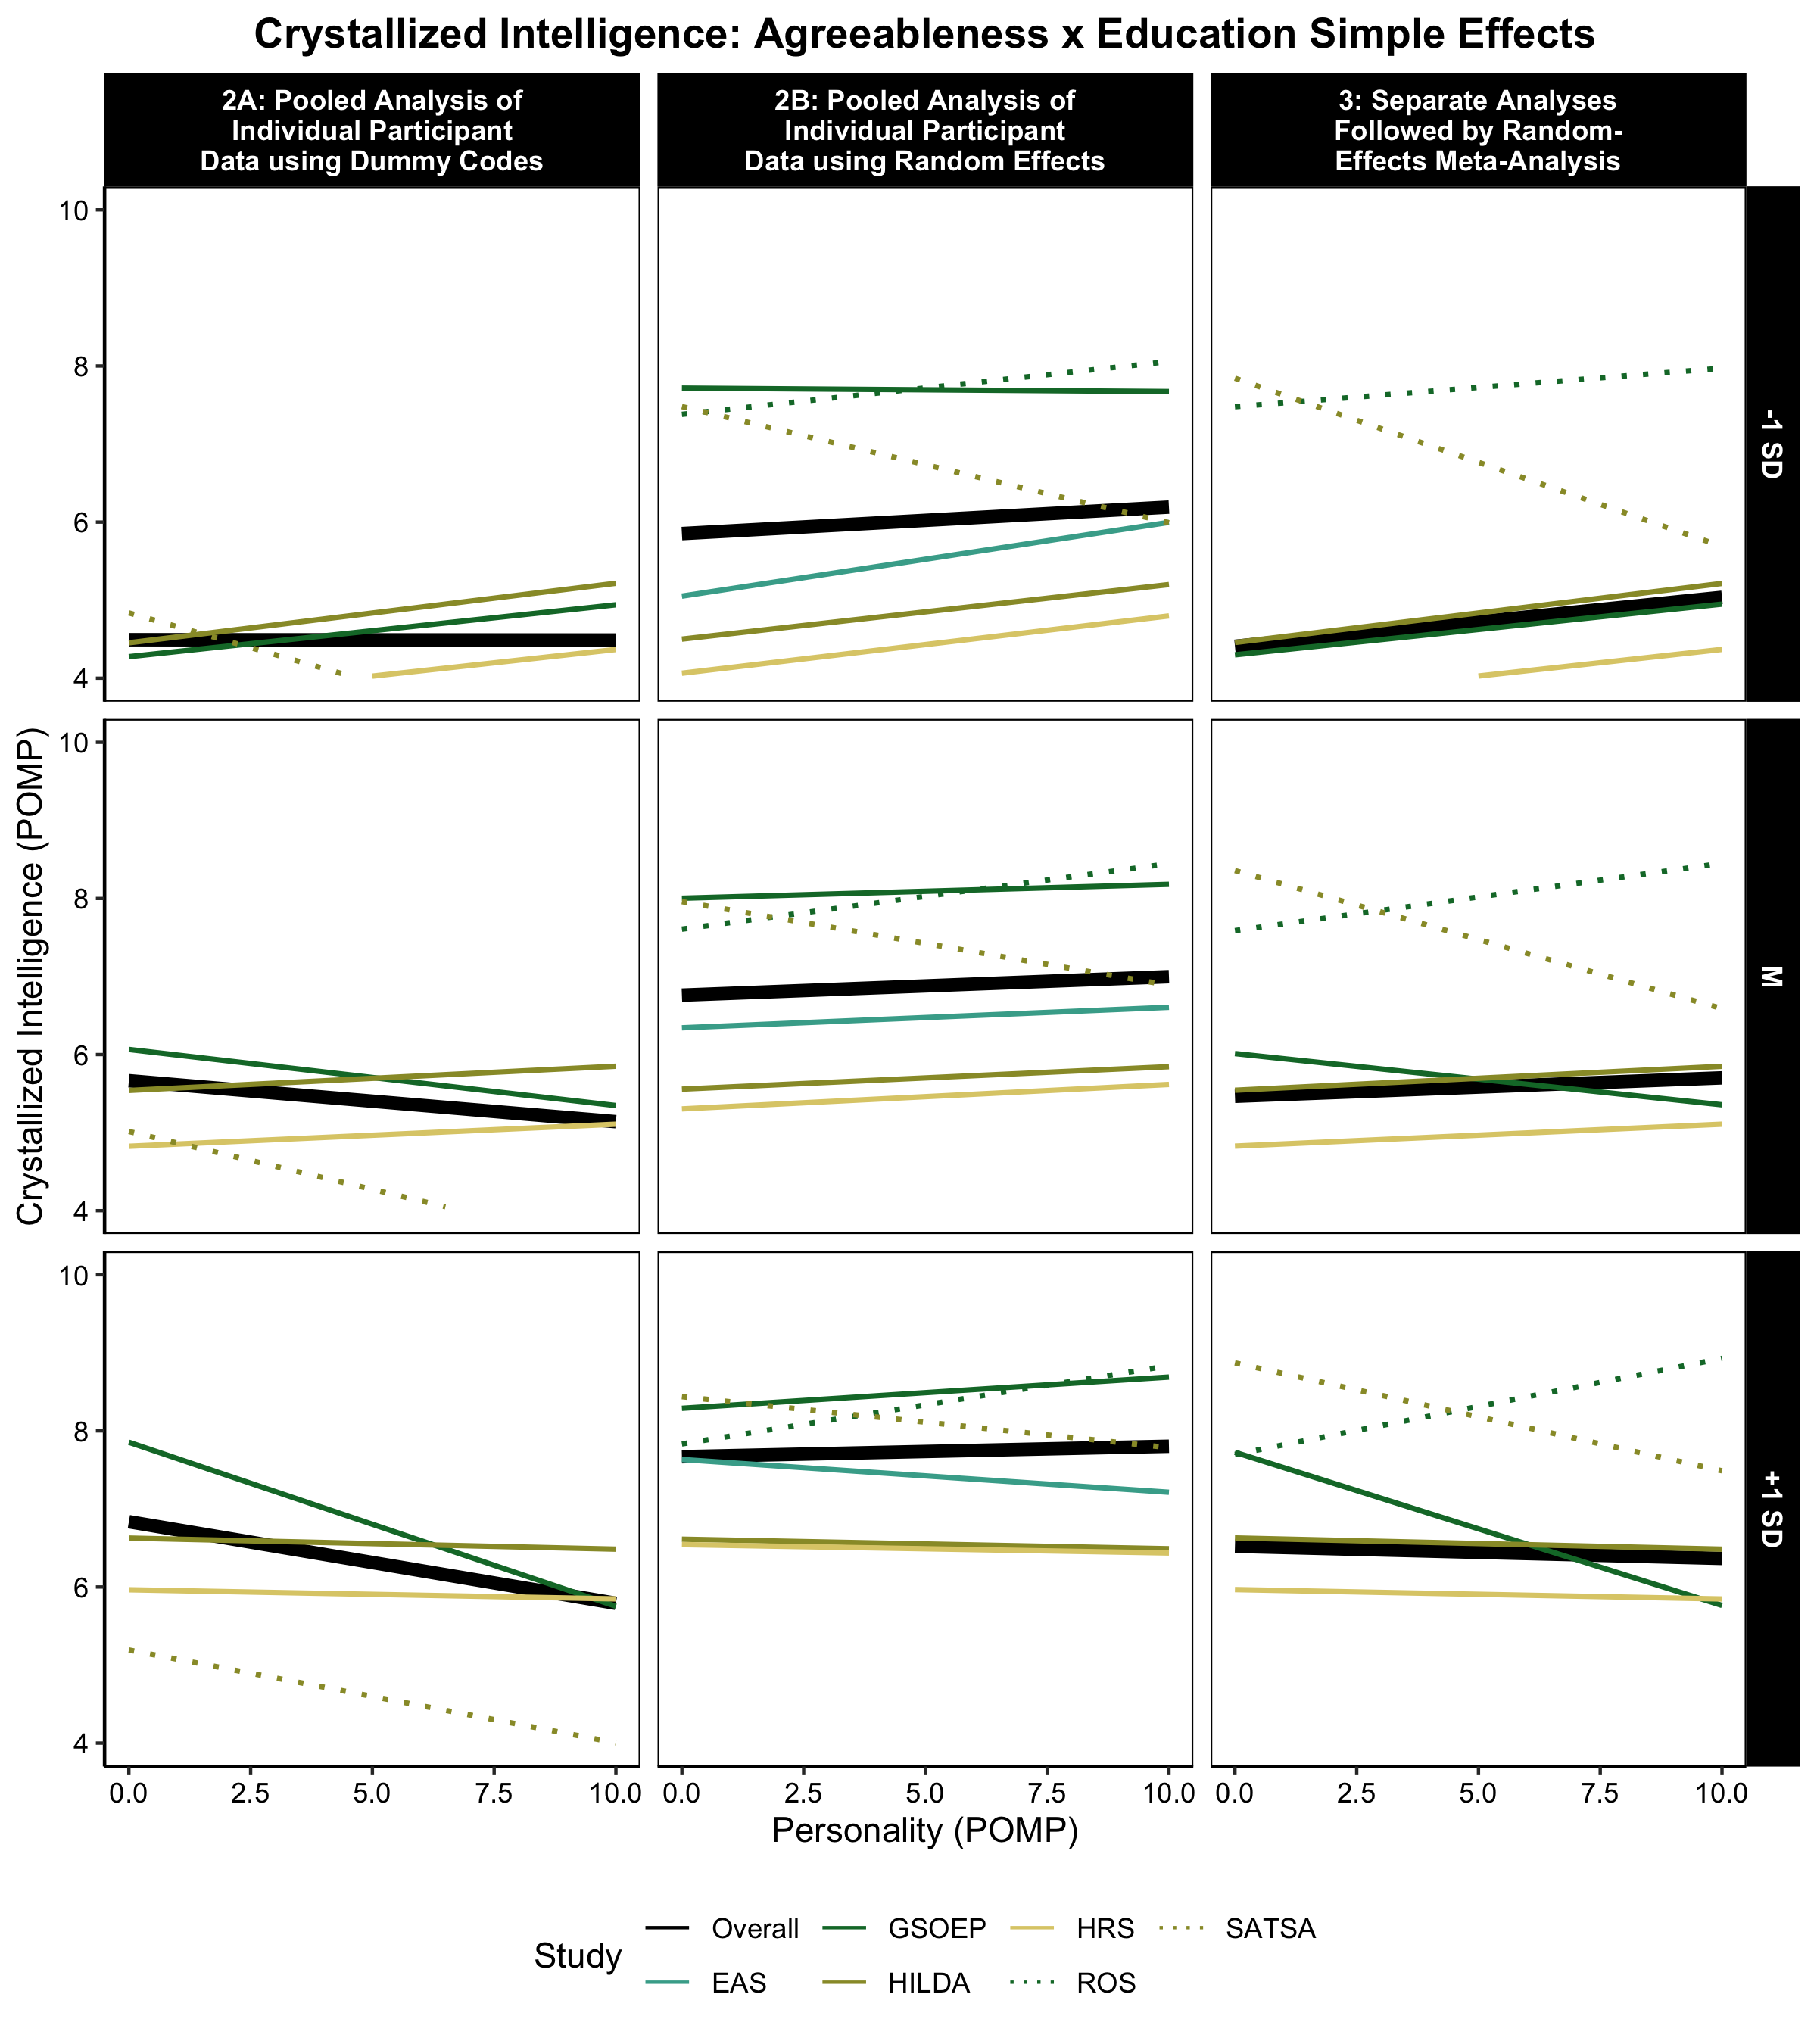 Crystallized Intelligence: Agreeableness x Education Simple Effects
2A: Pooled Analysis of
Individual Participant
Data using Dummy Codes
2B: Pooled Analysis of
Individual Participant
Data using Random Effects
3: Separate Analyses
Followed by Random-
Effects Meta-Analysis
10
8
6
4
-1 SD
10
8
6
4
M
10
8
6
4
+1 SD
Crystallized Intelligence (POMP)
0.0 2.5 5.0 7.5 10.0 0.0 2.5 5.0 7.5 10.0 0.0 2.5 5.0 7.5 10.0
Personality (POMP)
Study
Overall GSOEP HRS SATSA
EAS HILDA ROS